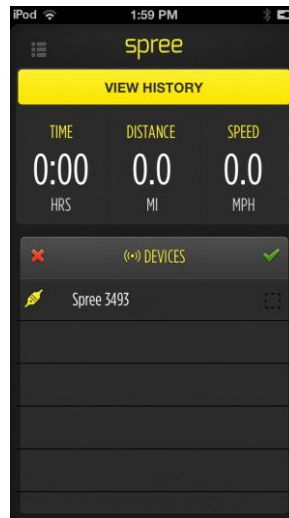 iPod 1:59 PM
spree
VIEW HISTORY
TIME DISTANCE SPEED
0:00 0.0 0.0
HRS MI MPH
DEVICES
Spree 3493